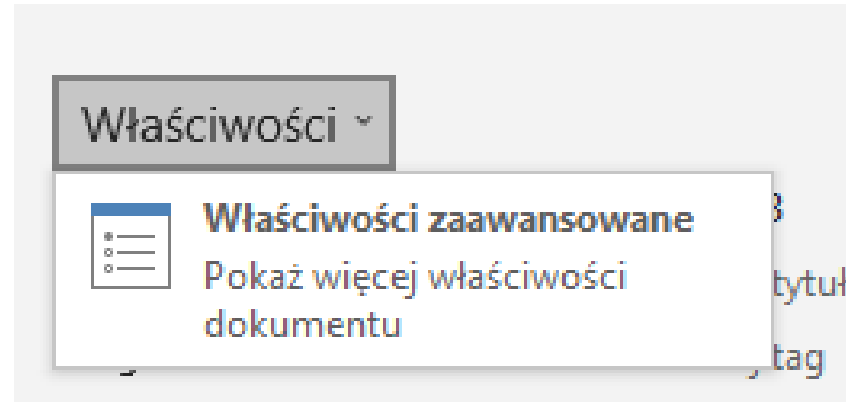 Właściwości
Właściwości zaawansowane
Pokaż więcej właściwości
tytuł
dokumentu
tag